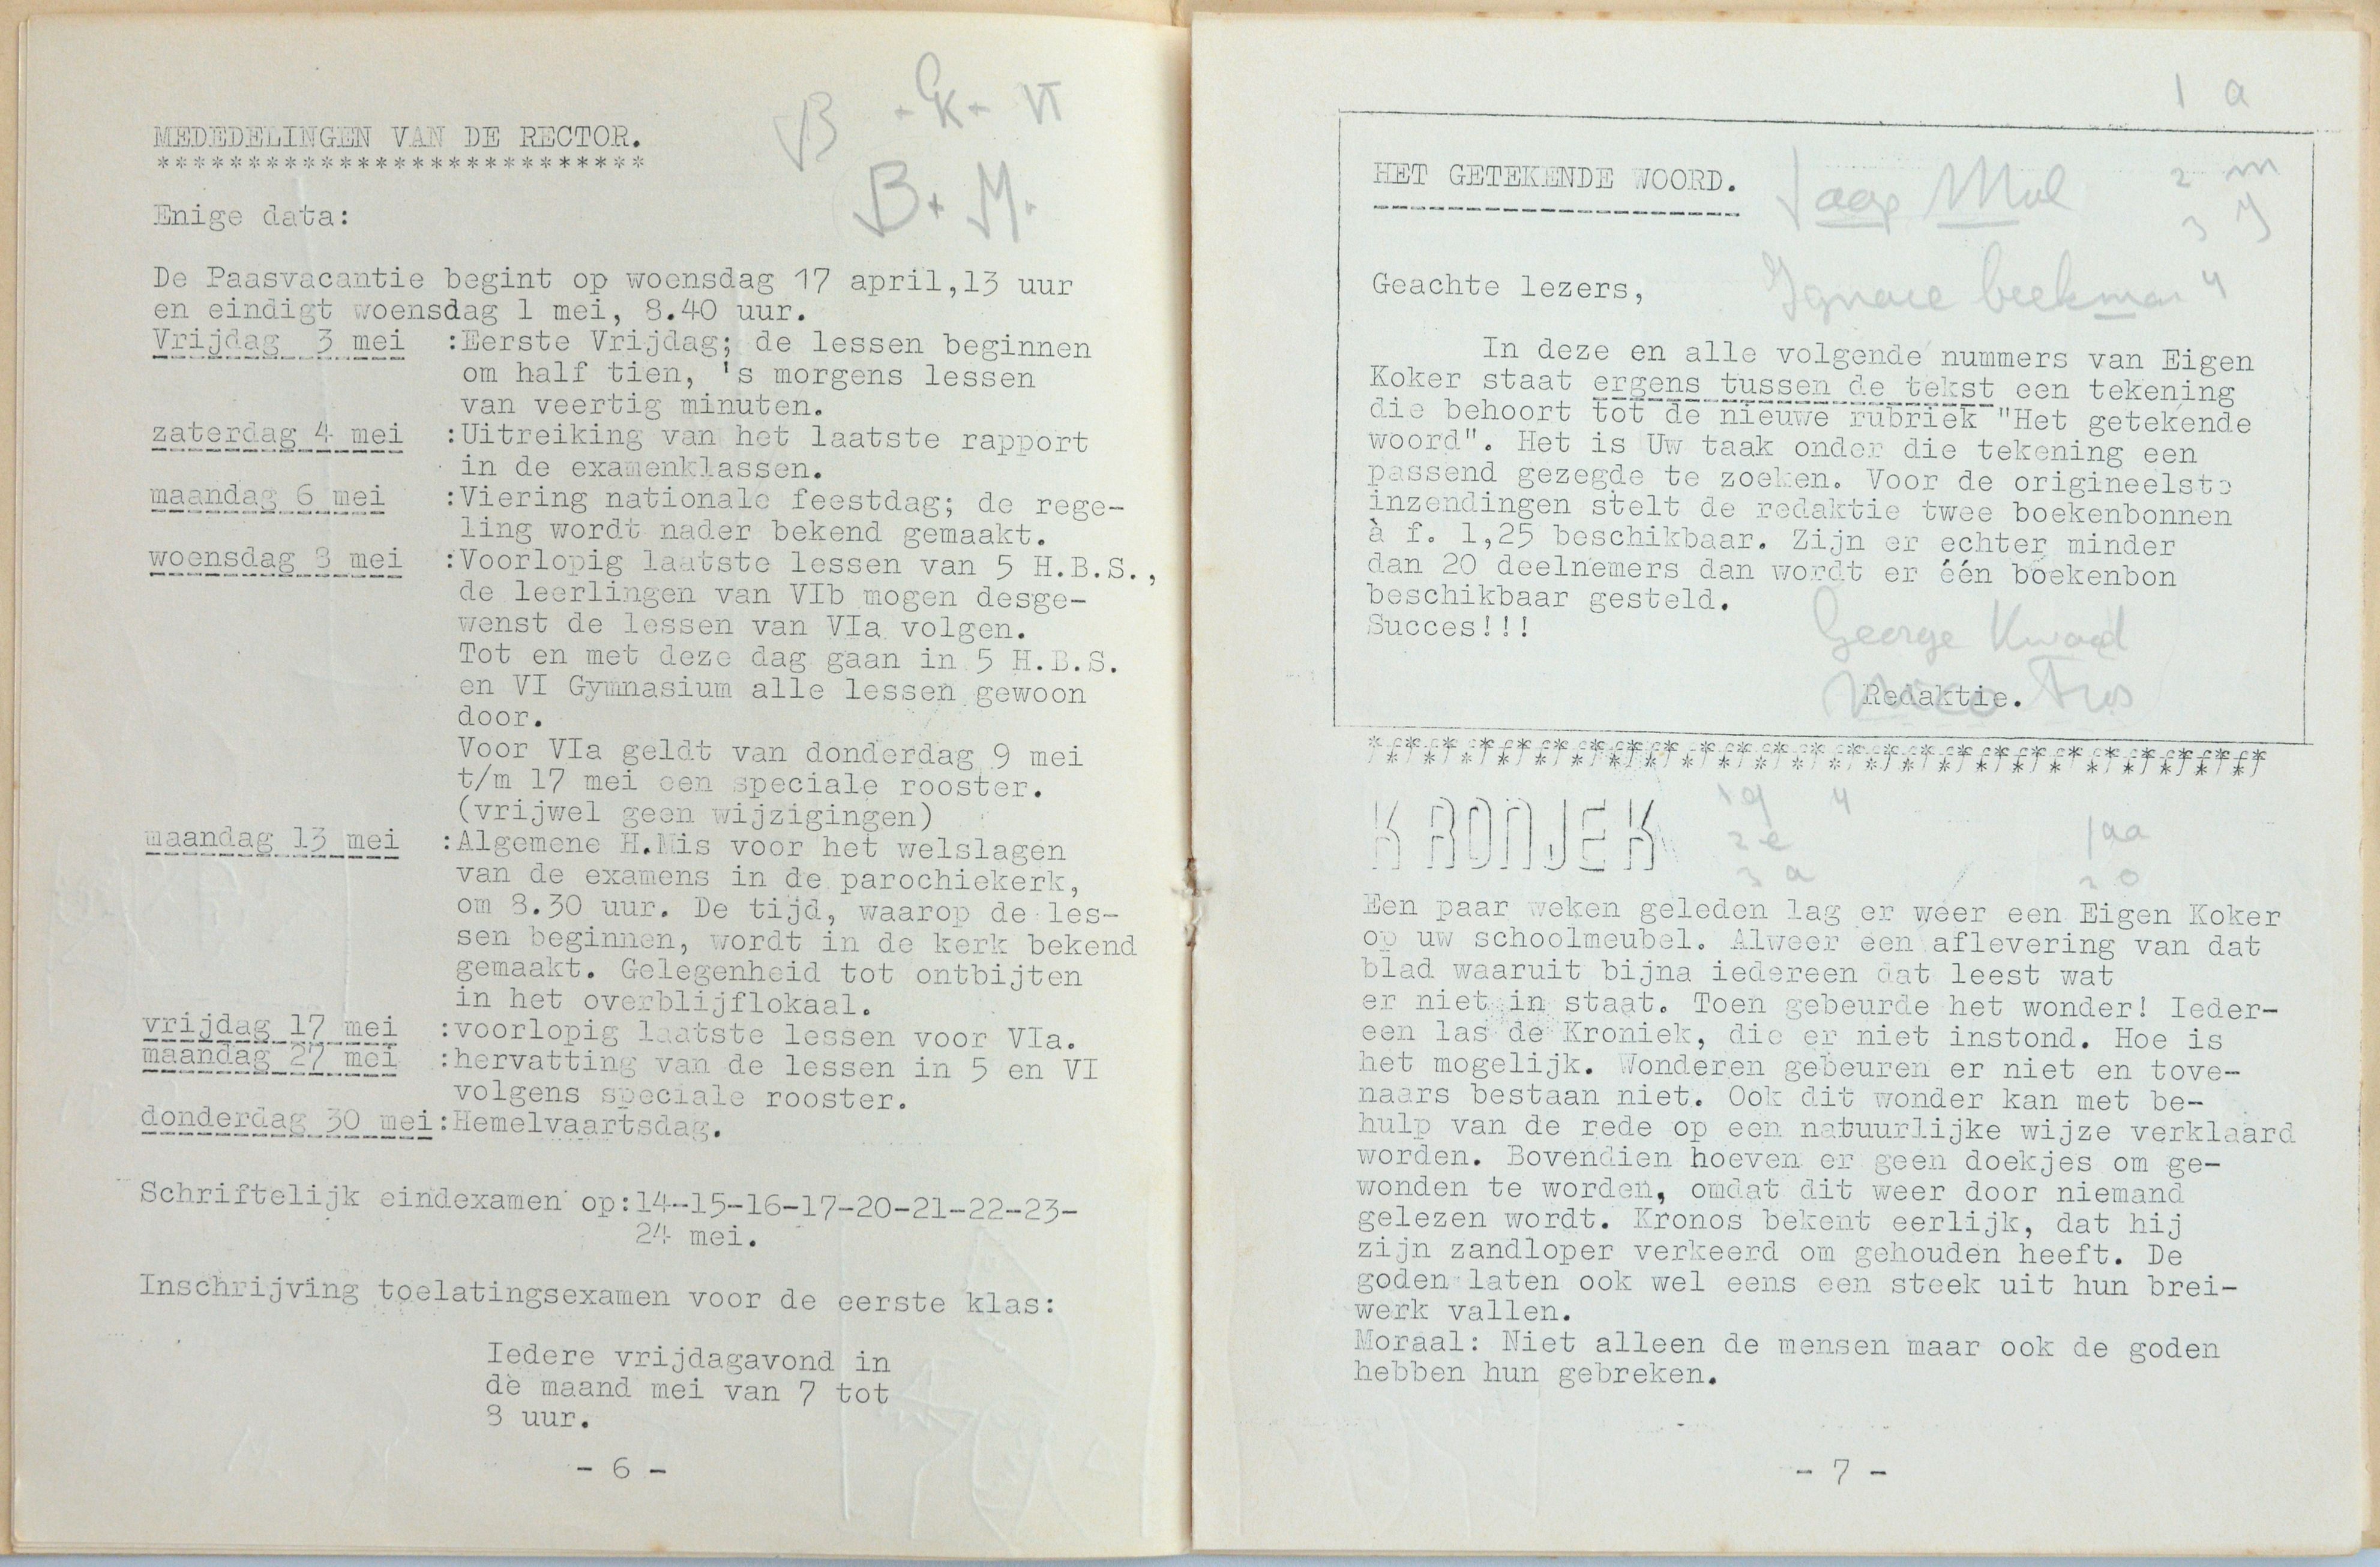 B · G K · VI
MEDEDELINGEN VAN DE RECTOR.
***************************
B. M.
Enige data:
De Paasvacantie begint op woensdag 17 april,13 uur
en eindigt woensdag 1 mei, 8.40 uur.
Vrijdag 3 mei :Eerste Vrijdag; de lessen beginnen
om half tien, 's morgens lessen
van veertig minuten.
zaterdag 4 mei :Uitreiking van het laatste rapport
in de examenklassen.
maandag 6 mei :Viering nationale feestdag; de rege-
ling wordt nader bekend gemaakt.
woensdag 8 mei :Voorlopig laatste lessen van 5 H.B.S.,
de leerlingen van VIb mogen desge-
wenst de lessen van VIa volgen.
Tot en met deze dag gaan in 5 H.B.S.
en VI Gymnasium alle lessen gewoon
door.
Voor VIa geldt van donderdag 9 mei
t/m 17 mei een speciale rooster.
(vrijwel geen wijzigingen)
maandag 13 mei :Algemene H.Mis voor het welslagen
van de examens in de parochiekerk,
om 8.30 uur. De tijd, waarop de les-
sen beginnen, wordt in de kerk bekend
gemaakt. Gelegenheid tot ontbijten
in het overblijflokaal.
vrijdag 17 mei :voorlopig laatste lessen voor VIa.
maandag 27 mei :hervatting van de lessen in 5 en VI
volgens speciale rooster.
donderdag 30 mei:Hemelvaartsdag.
Schriftelijk eindexamen op:14-15-16-17-20-21-22-23-
24 mei.
Inschrijving toelatingsexamen voor de eerste klas:
Iedere vrijdagavond in
de maand mei van 7 tot
8 uur.
- 6 -
1 a
HET GETEKENDE WOORD.
Jaap Mul
2 m
3 y
Geachte lezers,
Ignace beekman 4
In deze en alle volgende nummers van Eigen
Koker staat ergens tussen de tekst een tekening
die behoort tot de nieuwe rubriek "Het getekende
woord". Het is Uw taak onder die tekening een
passend gezegde te zoeken. Voor de origineelste
inzendingen stelt de redaktie twee boekenbonnen
à f. 1,25 beschikbaar. Zijn er echter minder
dan 20 deelnemers dan wordt er één boekenbon
beschikbaar gesteld.
Succes!!!
George Kwaad
Redaktie.
KRONJEK
1 g 4
2 e
3 a
1 aa
2 o
Een paar weken geleden lag er weer een Eigen Koker
op uw schoolmeubel. Alweer een aflevering van dat
blad waaruit bijna iedereen dat leest wat
er niet in staat. Toen gebeurde het wonder! Ieder-
een las de Kroniek, die er niet instond. Hoe is
het mogelijk. Wonderen gebeuren er niet en tove-
naars bestaan niet. Ook dit wonder kan met be-
hulp van de rede op een natuurlijke wijze verklaard
worden. Bovendien hoeven er geen doekjes om ge-
wonden te worden, omdat dit weer door niemand
gelezen wordt. Kronos bekent eerlijk, dat hij
zijn zandloper verkeerd om gehouden heeft. De
goden laten ook wel eens een steek uit hun brei-
werk vallen.
Moraal: Niet alleen de mensen maar ook de goden
hebben hun gebreken.
- 7 -